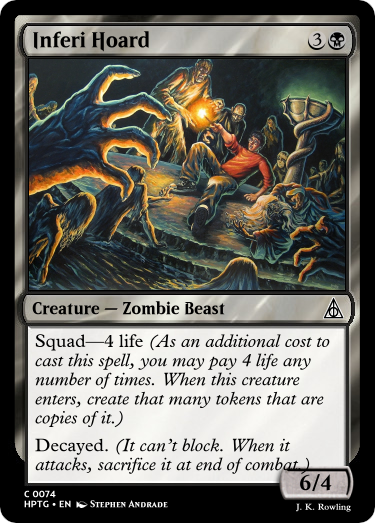 Inferi Hoard 3
Creature — Zombie Beast
Squad—4 life (As an additional cost to
cast this spell, you may pay 4 life any
number of times. When this creature
enters, create that many tokens that are
copies of it.)
Decayed. (It can't block. When it
attacks, sacrifice it at end of combat.)
6/4
C 0074
HPTG • EN Stephen Andrade
J. K. Rowling